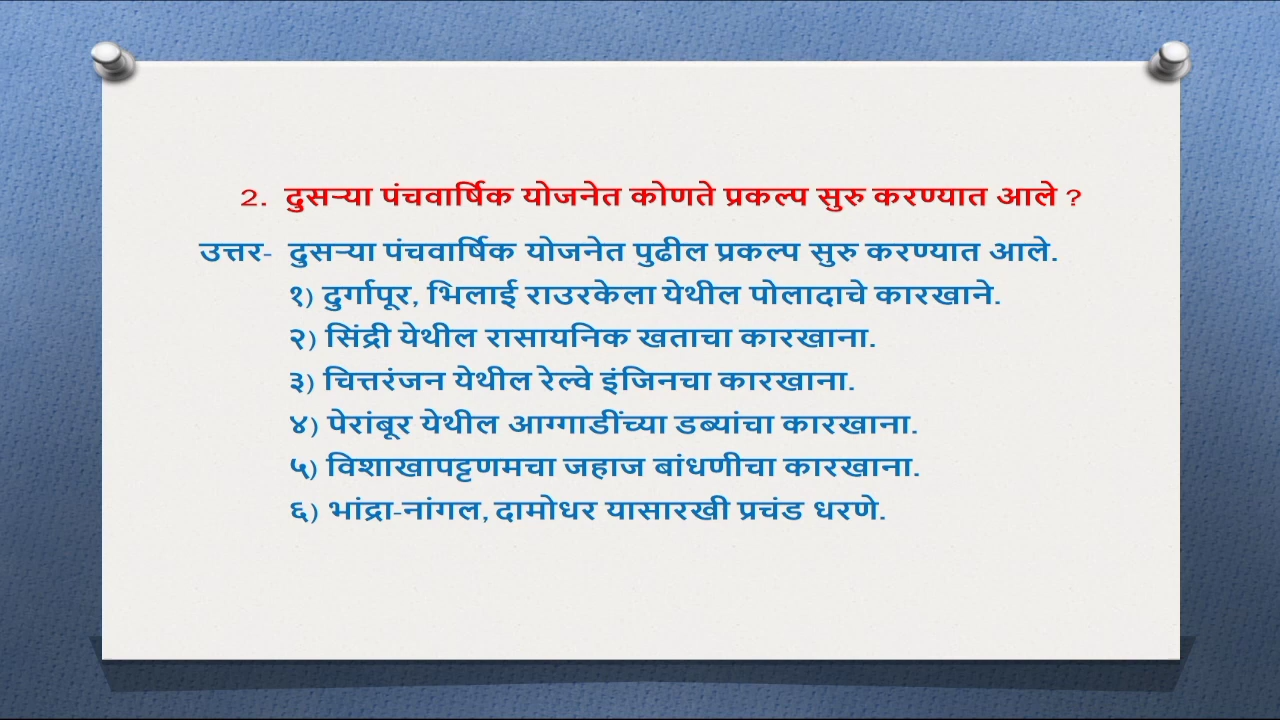 2. दुसऱ्या पंचवार्षिक योजनेत कोणते प्रकल्प सुरु करण्यात आले ?
उत्तर- दुसऱ्या पंचवार्षिक योजनेत पुढील प्रकल्प सुरु करण्यात आले.
१) दुर्गापूर, भिलाई राउरकेला येथील पोलादाचे कारखाने.
२) सिंद्री येथील रासायनिक खताचा कारखाना.
३) चित्तरंजन येथील रेल्वे इंजिनचा कारखाना.
४) पेरांबूर येथील आग्गाडींच्या डब्यांचा कारखाना.
५) विशाखापट्टणमचा जहाज बांधणीचा कारखाना.
६) भांद्रा-नांगल, दामोधर यासारखी प्रचंड धरणे.